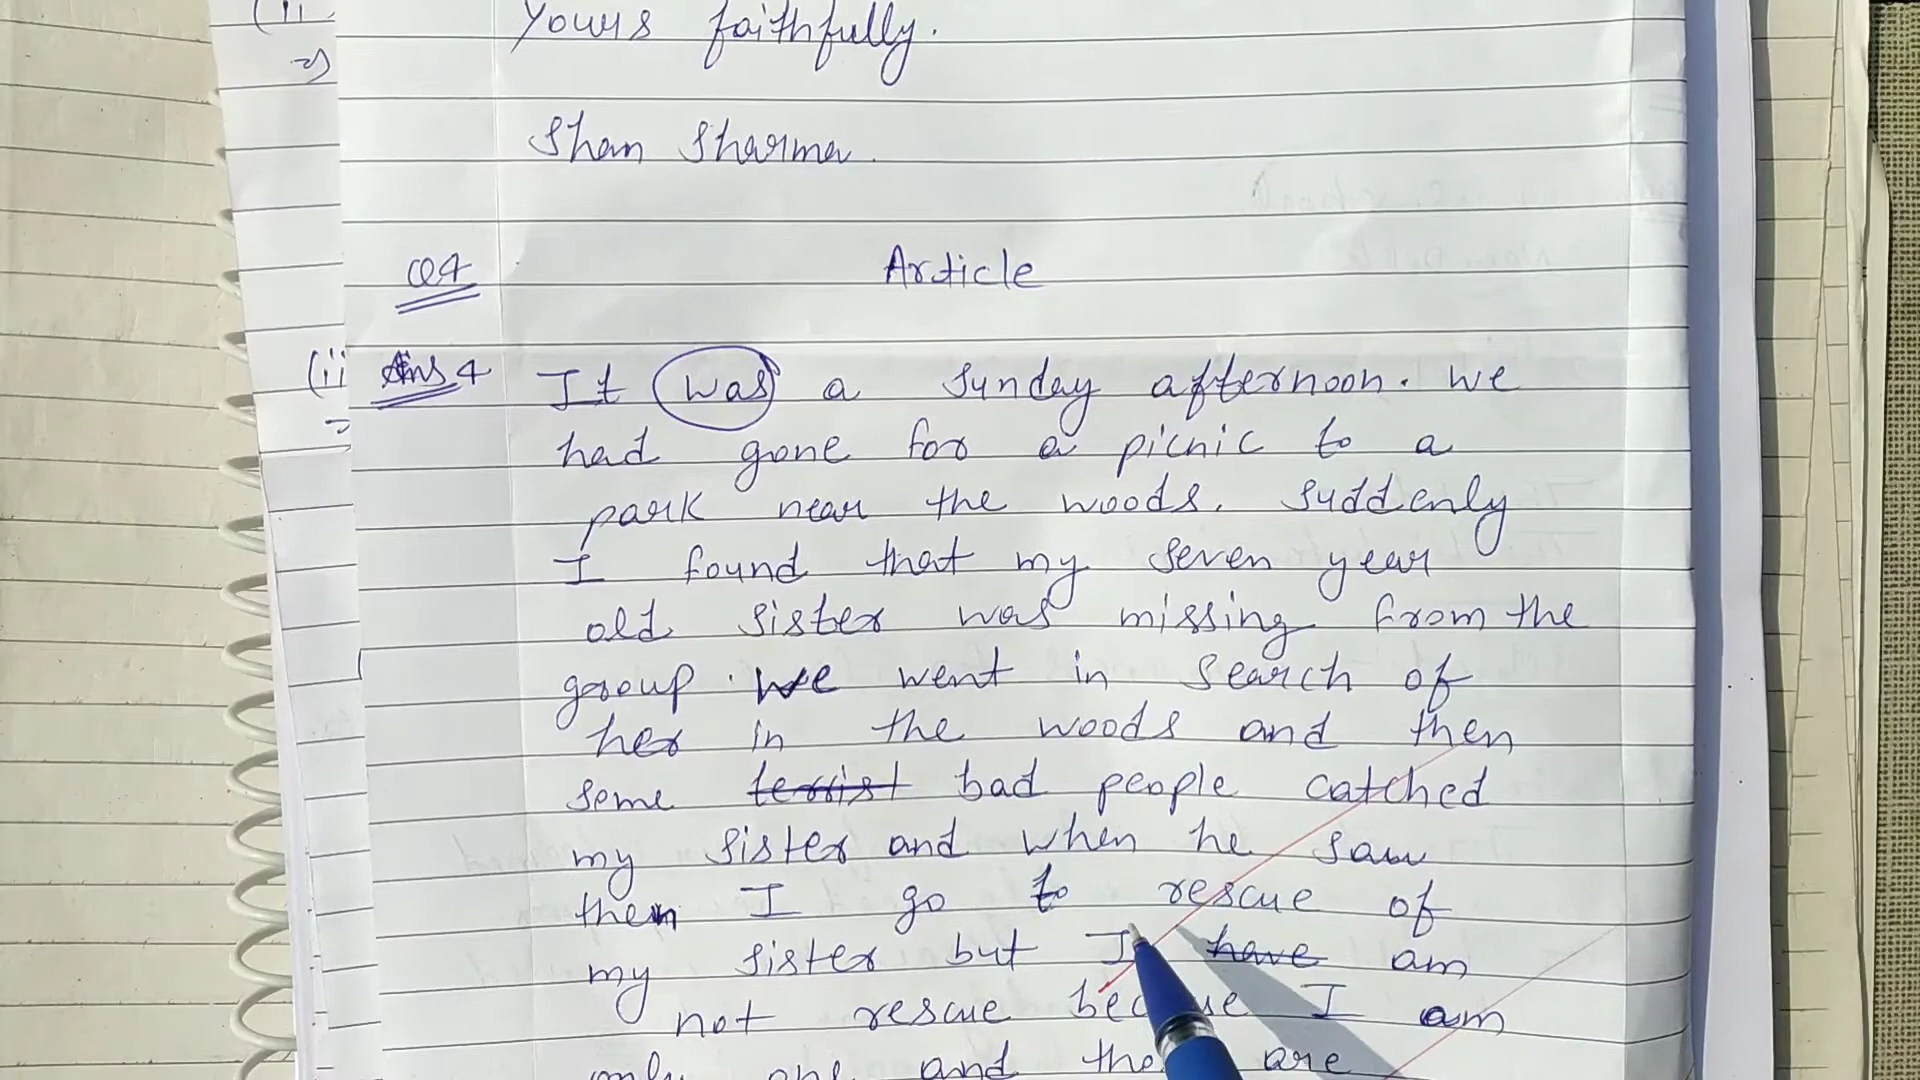 Yours faithfully.
Sham Sharma.
Q4 Article
Ans 4 It was a Sunday afternoon. We
had gone for a picnic to a
park near the woods. Suddenly
I found that my seven year
old sister was missing from the
group. We went in search of
her in the woods and then
some terrist bad people catched
my sister and when he saw
them I go to rescue of
my sister but I have am
not rescue because I am
only one and the are